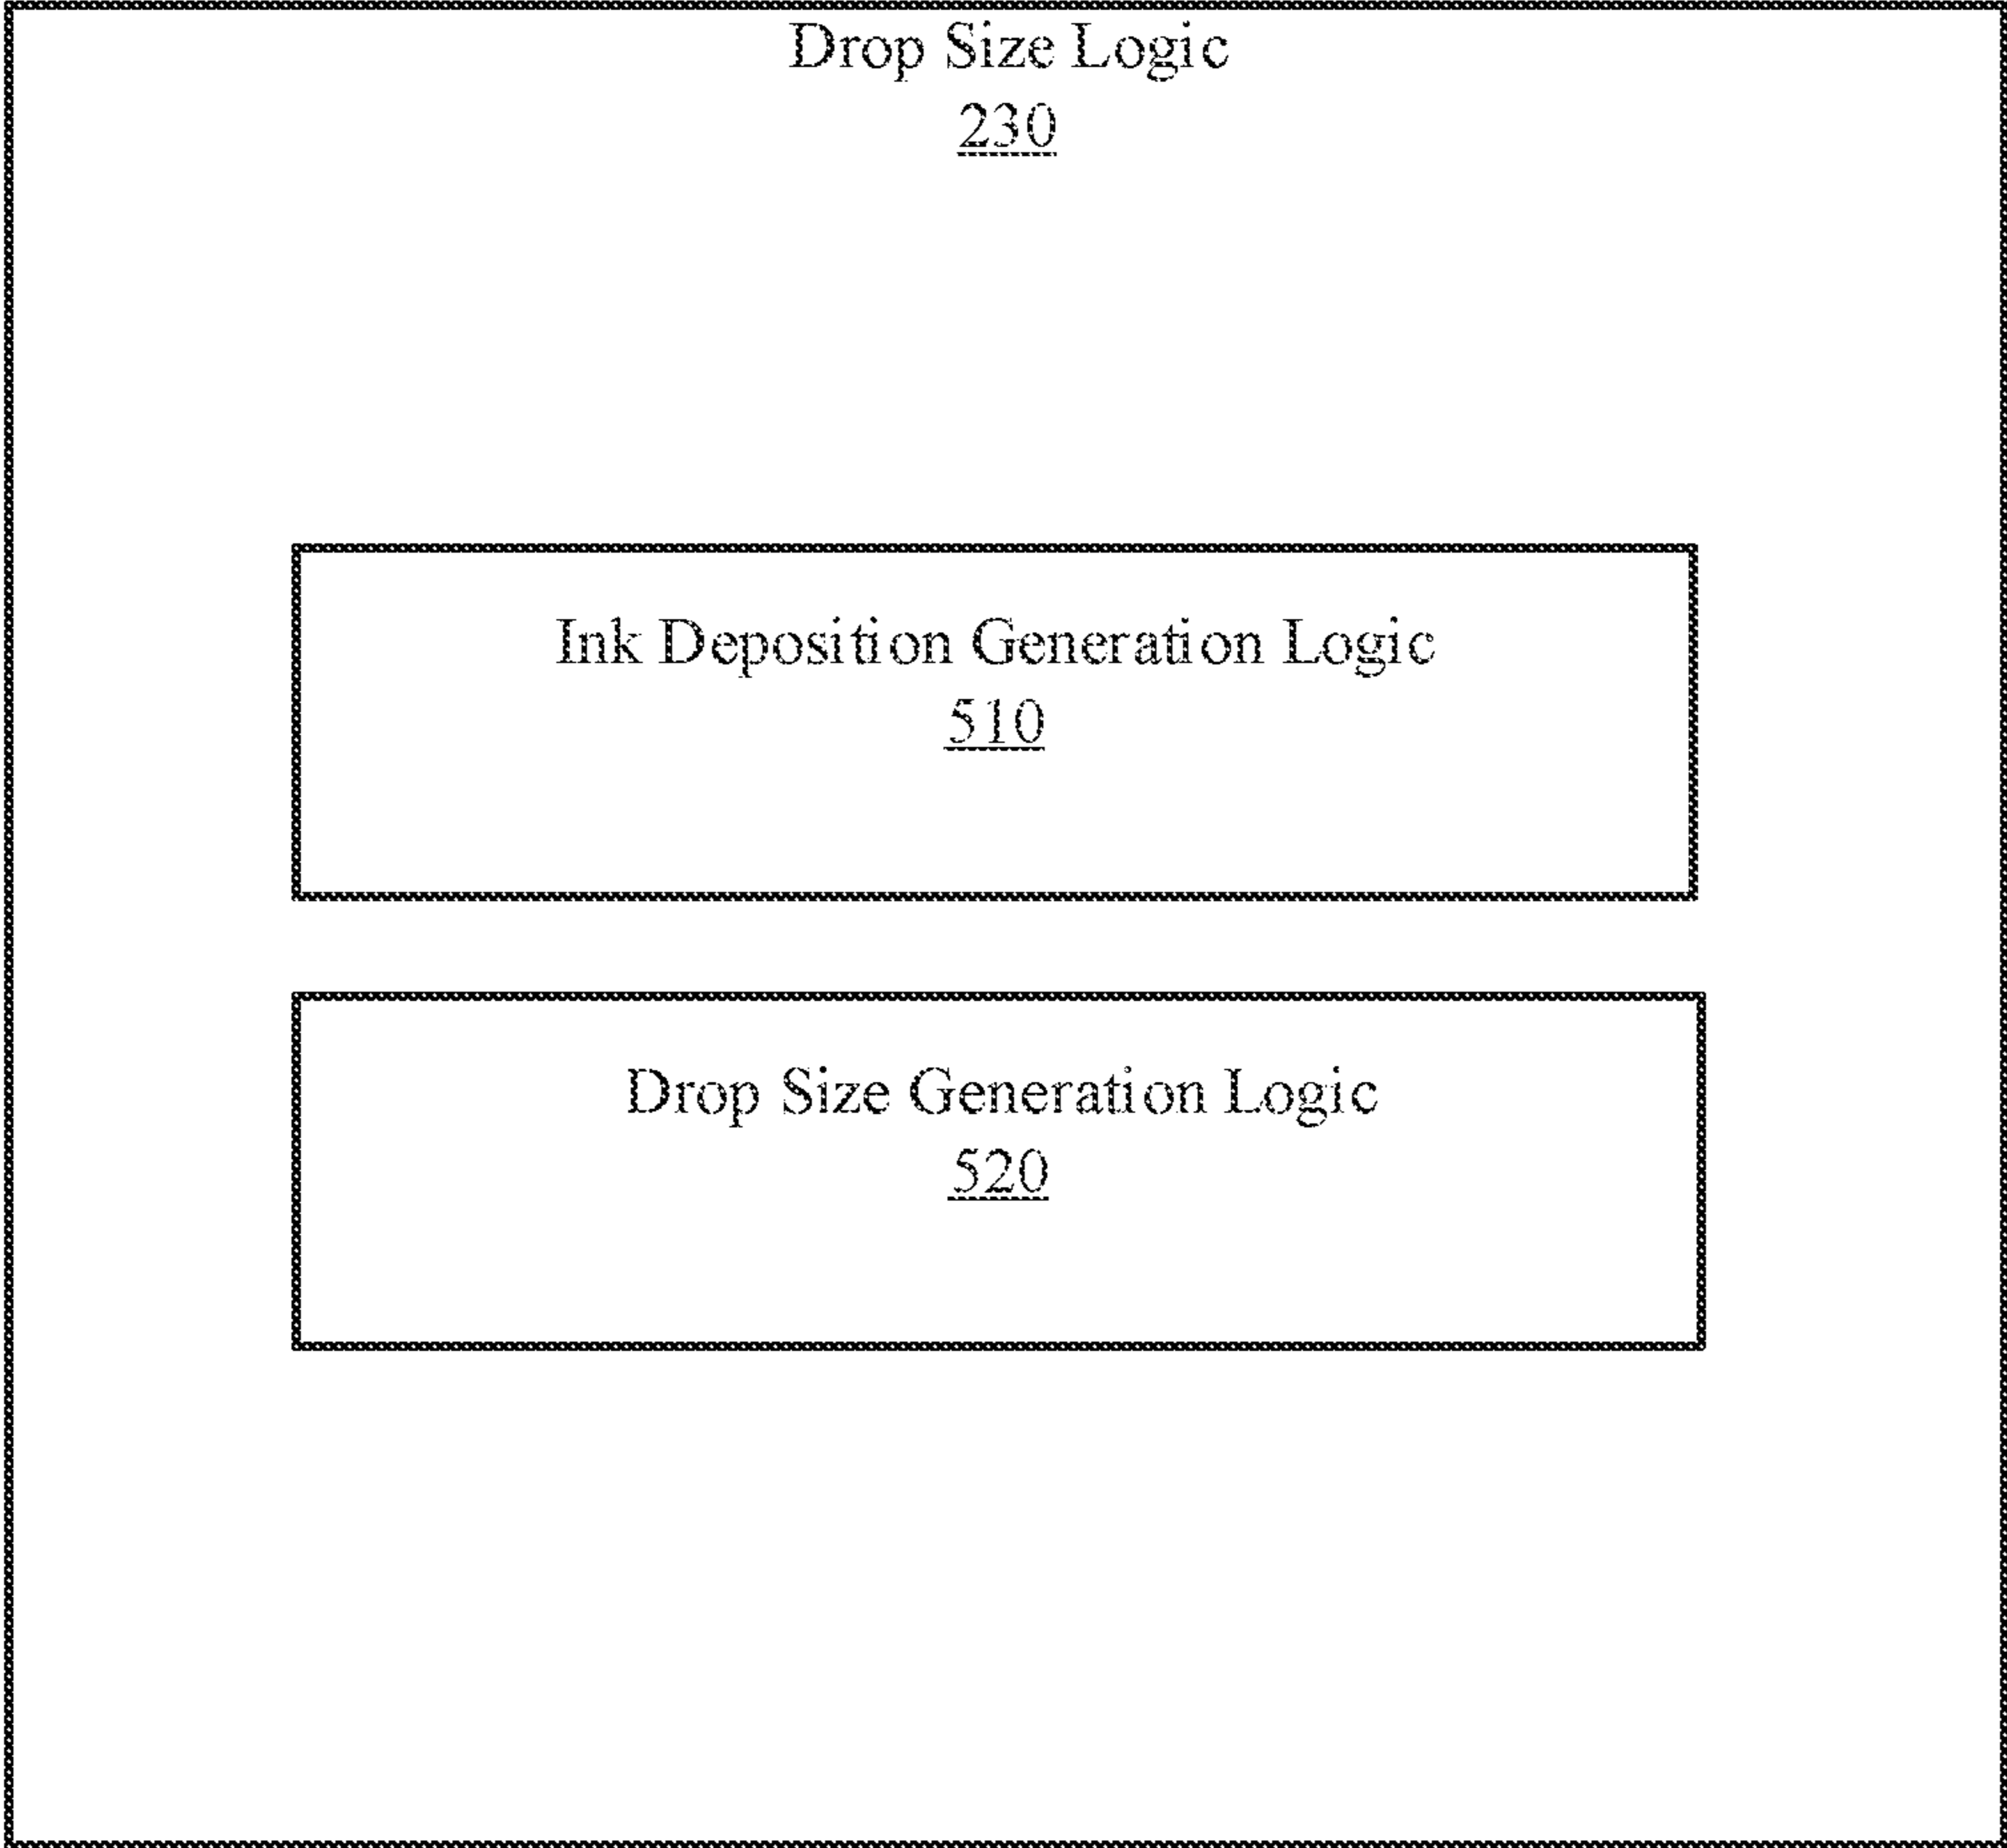 Drop Size Logic
230
Ink Deposition Generation Logic
510
Drop Size Generation Logic
520